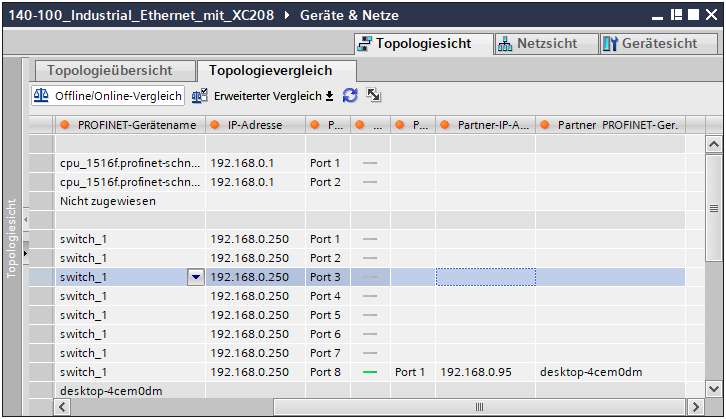 140-100_Industrial_Ethernet_mit_XC208 Geräte & Netze
Topologiesicht Netzsicht Gerätesicht
Topologieübersicht Topologievergleich
Offline/Online-Vergleich Erweiterter Vergleich
PROFINET-Gerätename IP-Adresse P... ... P... Partner-IP-A... Partner PROFINET-Ger.
cpu_1516f.profinet-schn... 192.168.0.1 Port 1
cpu_1516f.profinet-schn... 192.168.0.1 Port 2
Nicht zugewiesen
switch_1 192.168.0.250 Port 1
switch_1 192.168.0.250 Port 2
switch_1 192.168.0.250 Port 3
switch_1 192.168.0.250 Port 4
switch_1 192.168.0.250 Port 5
switch_1 192.168.0.250 Port 6
switch_1 192.168.0.250 Port 7
switch_1 192.168.0.250 Port 8 Port 1 192.168.0.95 desktop-4cem0dm
desktop-4cem0dm
Topologiesicht